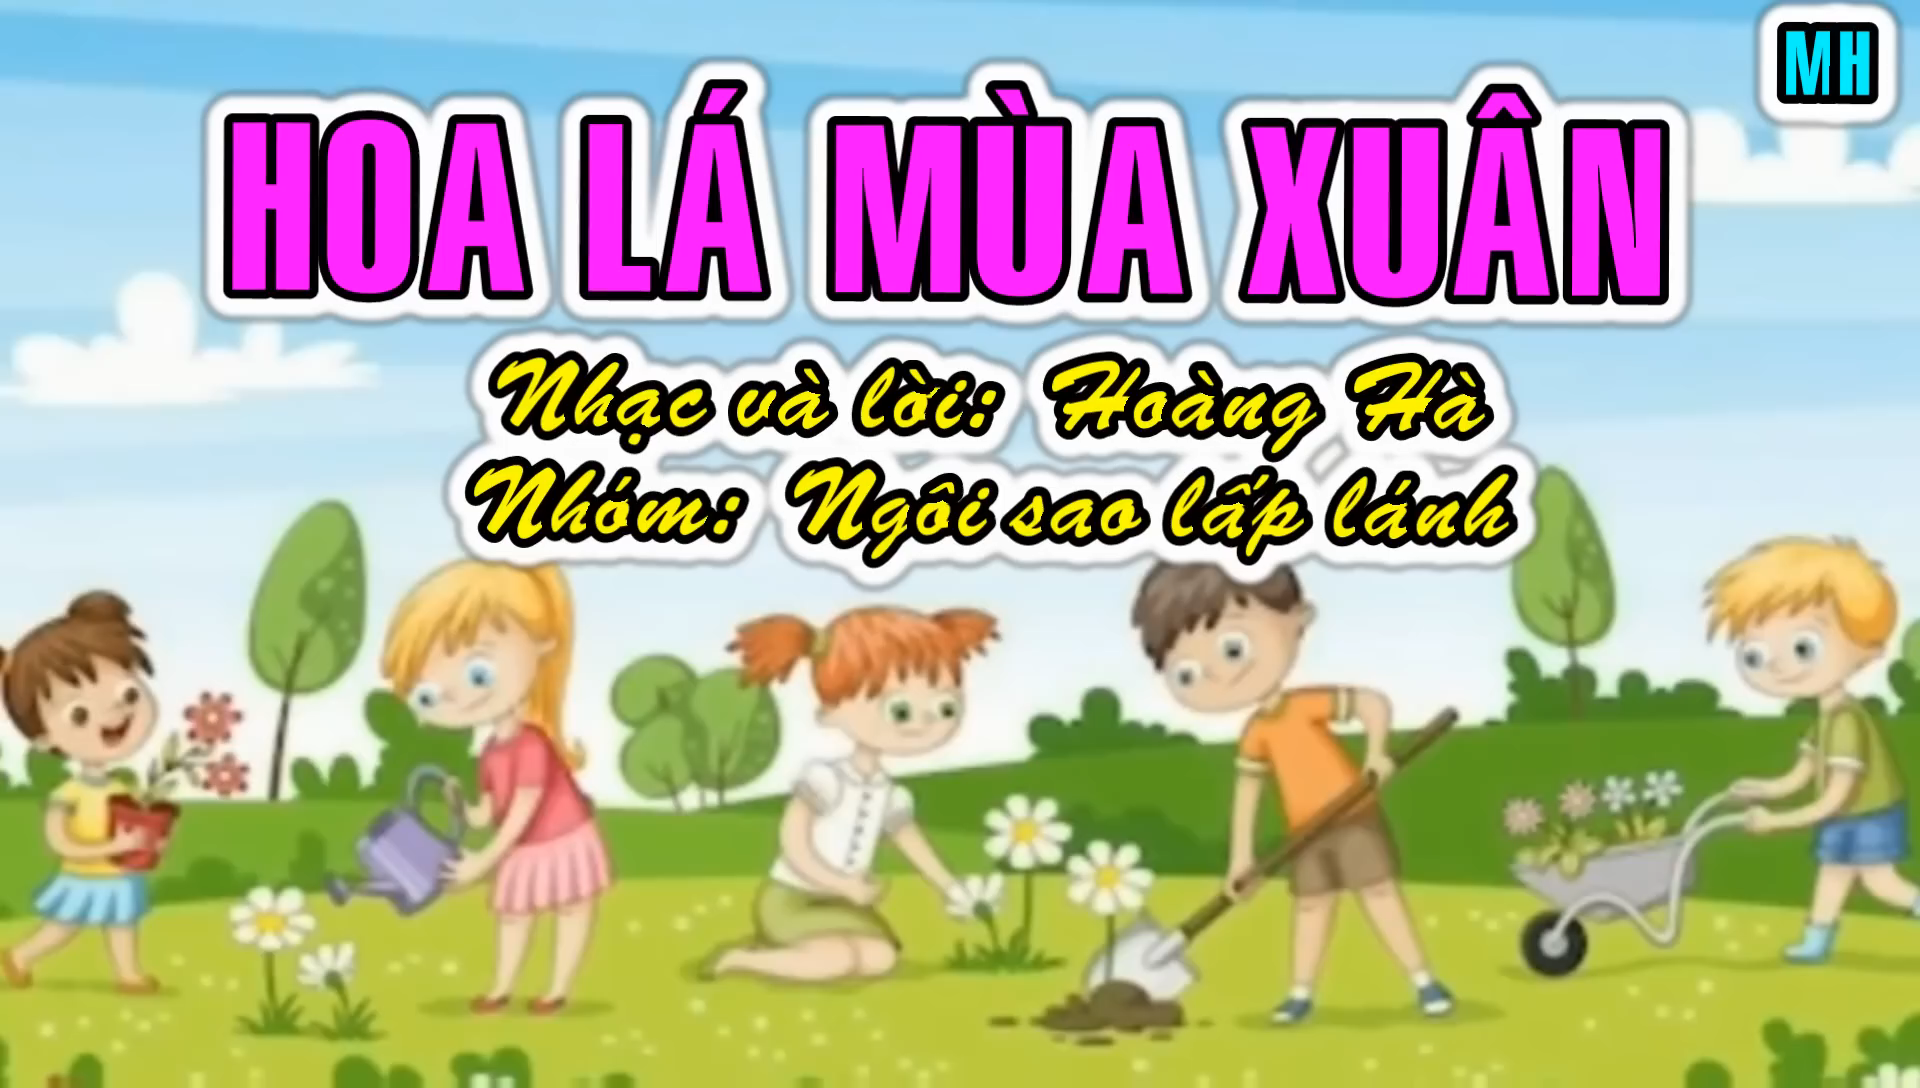 MH
HOA LÁ MÙA XUÂN
Nhạc và lời: Hoàng Hà
Nhóm: Ngôi sao lấp lánh